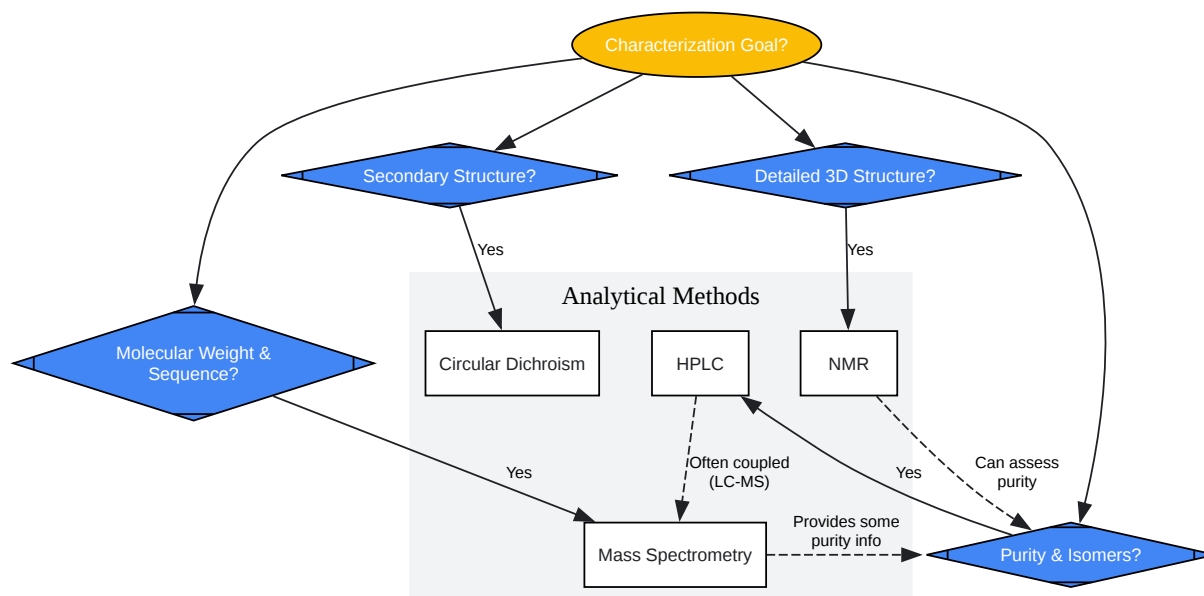 Characterization Goal?
Secondary Structure?
Detailed 3D Structure?
Yes
Yes
Analytical Methods
Molecular Weight &
Sequence?
Circular Dichroism
HPLC
NMR
Yes
Often coupled
(LC-MS)
Yes
Can assess
purity
Mass Spectrometry
Provides some
purity info
Purity & Isomers?